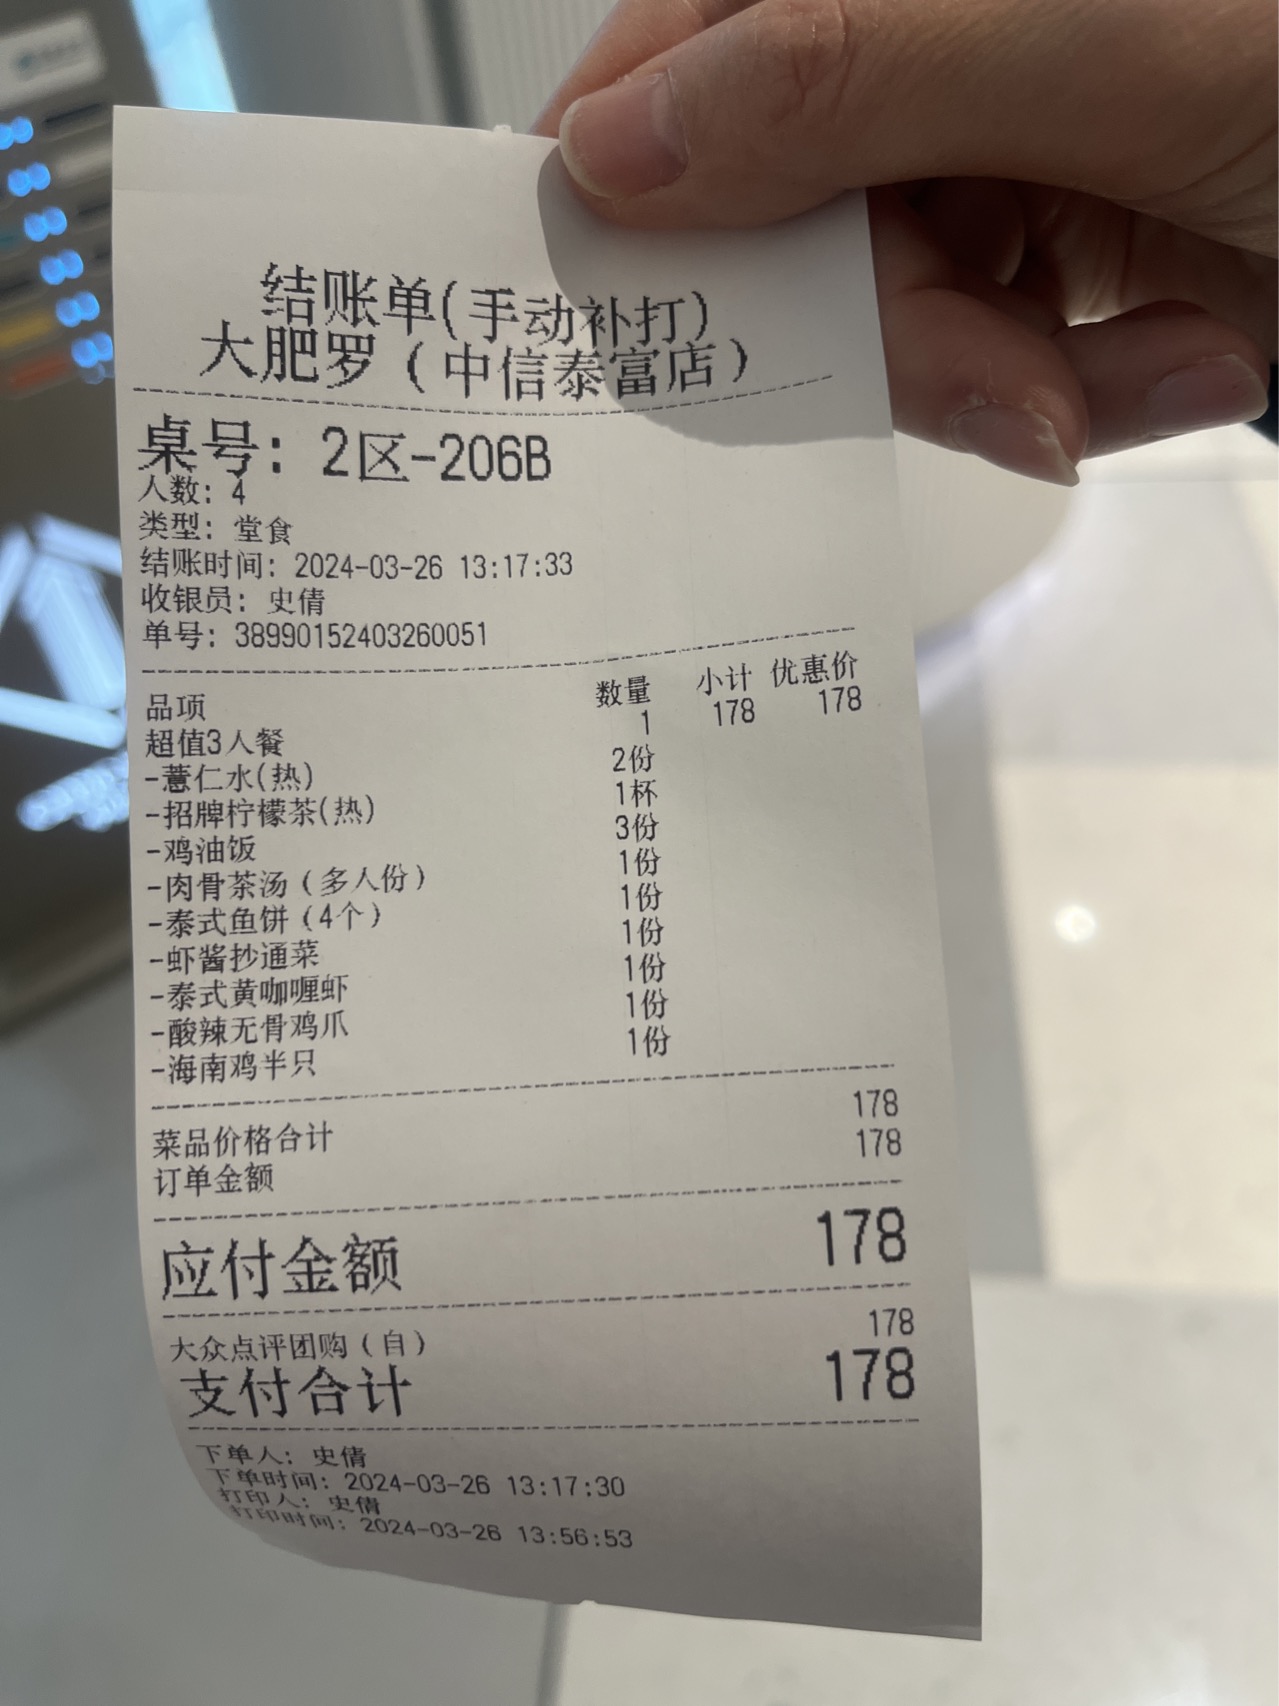 结账单(手动补打)
大肥罗（中信泰富店）
桌号: 2区-206B
人数: 4
类型: 堂食
结账时间: 2024-03-26 13:17:33
收银员: 史倩
单号: 38990152403260051
品项 数量 小计 优惠价
超值3人餐 1 178 178
-薏仁水(热) 2份
-招牌柠檬茶(热) 1杯
-鸡油饭 3份
-肉骨茶汤（多人份） 1份
-泰式鱼饼（4个） 1份
-虾酱抄通菜 1份
-泰式黄咖喱虾 1份
-酸辣无骨鸡爪 1份
-海南鸡半只 1份
菜品价格合计 178
订单金额 178
应付金额 178
大众点评团购（自） 178
支付合计 178
下单人: 史倩
下单时间: 2024-03-26 13:17:30
打印人: 史倩
打印时间: 2024-03-26 13:56:53